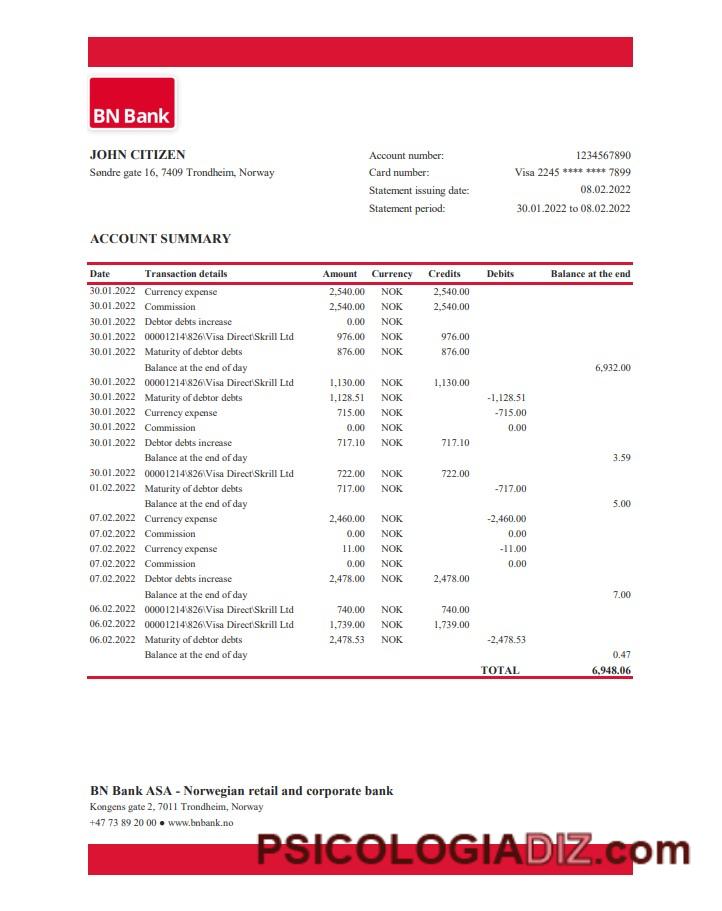 BN Bank
JOHN CITIZEN
Søndre gate 16, 7409 Trondheim, Norway
Account number: 1234567890
Card number: Visa 2245 **** **** 7899
Statement issuing date: 08.02.2022
Statement period: 30.01.2022 to 08.02.2022
ACCOUNT SUMMARY
Date Transaction details Amount Currency Credits Debits Balance at the end
30.01.2022 Currency expense 2,540.00 NOK 2,540.00
30.01.2022 Commission 2,540.00 NOK 2,540.00
30.01.2022 Debtor debts increase 0.00 NOK
30.01.2022 00001214\826\Visa Direct\Skrill Ltd 976.00 NOK 976.00
30.01.2022 Maturity of debtor debts 876.00 NOK 876.00
Balance at the end of day 6,932.00
30.01.2022 00001214\826\Visa Direct\Skrill Ltd 1,130.00 NOK 1,130.00
30.01.2022 Maturity of debtor debts 1,128.51 NOK -1,128.51
30.01.2022 Currency expense 715.00 NOK -715.00
30.01.2022 Commission 0.00 NOK 0.00
30.01.2022 Debtor debts increase 717.10 NOK 717.10
Balance at the end of day 3.59
30.01.2022 00001214\826\Visa Direct\Skrill Ltd 722.00 NOK 722.00
01.02.2022 Maturity of debtor debts 717.00 NOK -717.00
Balance at the end of day 5.00
07.02.2022 Currency expense 2,460.00 NOK -2,460.00
07.02.2022 Commission 0.00 NOK 0.00
07.02.2022 Currency expense 11.00 NOK -11.00
07.02.2022 Commission 0.00 NOK 0.00
07.02.2022 Debtor debts increase 2,478.00 NOK 2,478.00
Balance at the end of day 7.00
06.02.2022 00001214\826\Visa Direct\Skrill Ltd 740.00 NOK 740.00
06.02.2022 00001214\826\Visa Direct\Skrill Ltd 1,739.00 NOK 1,739.00
06.02.2022 Maturity of debtor debts 2,478.53 NOK -2,478.53
Balance at the end of day 0.47
TOTAL 6,948.06
BN Bank ASA - Norwegian retail and corporate bank
Kongens gate 2, 7011 Trondheim, Norway
+47 73 89 20 00 ● www.bnbank.no
PSICOLOGIADIZ.com